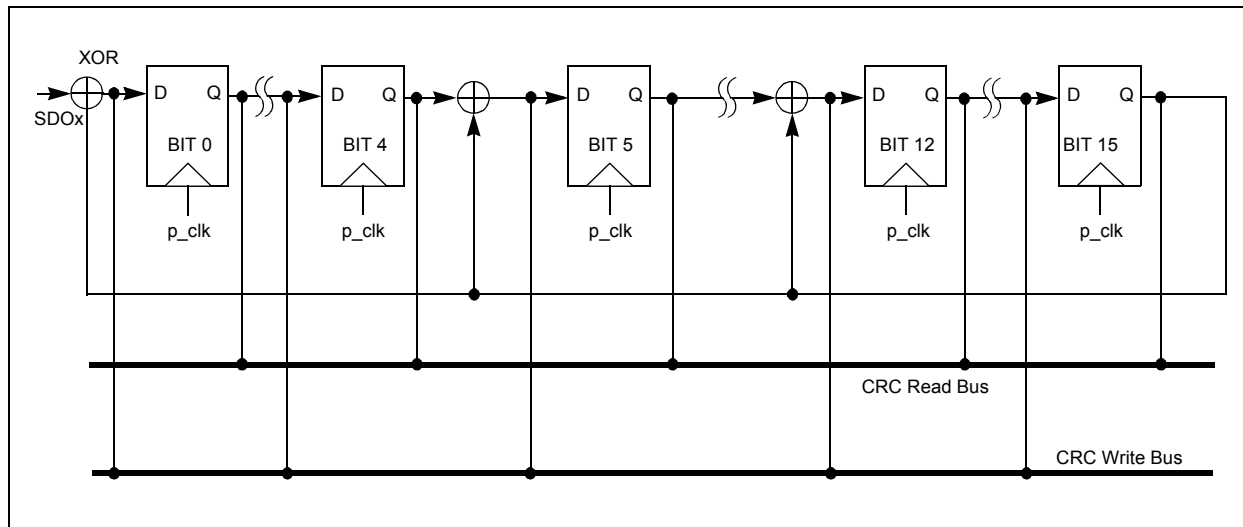 XOR
SDOx
D Q
BIT 0
p_clk
D Q
BIT 4
p_clk
D Q
BIT 5
p_clk
D Q
BIT 12
p_clk
D Q
BIT 15
p_clk
CRC Read Bus
CRC Write Bus